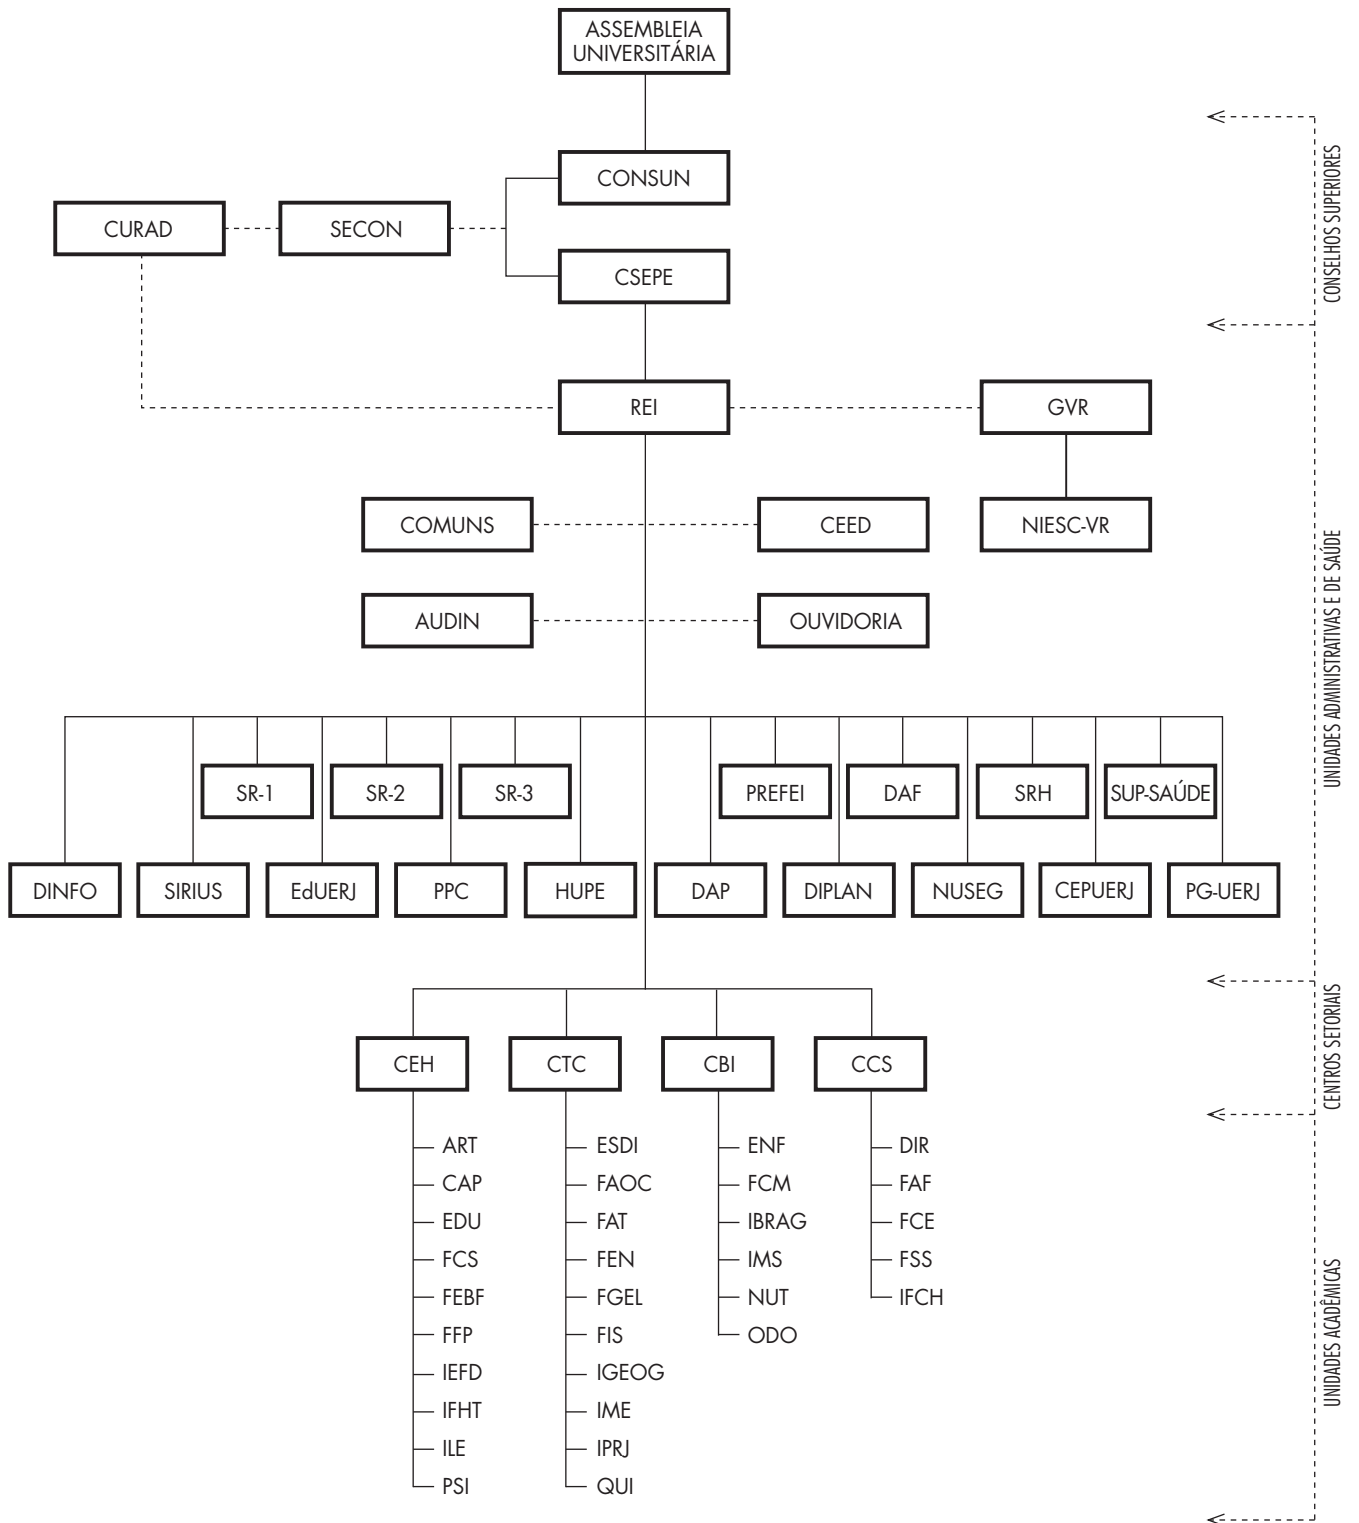 ASSEMBLEIA
UNIVERSITÁRIA
CONSUN
CURAD
SECON
CSEPE
REI
GVR
COMUNS
CEED
NIESC-VR
AUDIN
OUVIDORIA
SR-1
SR-2
SR-3
PREFEI
DAF
SRH
SUP-SAÚDE
DINFO
SIRIUS
EdUERJ
PPC
HUPE
DAP
DIPLAN
NUSEG
CEPUERJ
PG-UERJ
CEH
CTC
CBI
CCS
ART
CAP
EDU
FCS
FEBF
FFP
IEFD
IFHT
ILE
PSI
ESDI
FAOC
FAT
FEN
FGEL
FIS
IGEOG
IME
IPRJ
QUI
ENF
FCM
IBRAG
IMS
NUT
ODO
DIR
FAF
FCE
FSS
IFCH
CONSELHOS SUPERIORES
UNIDADES ADMINISTRATIVAS E DE SAÚDE
CENTROS SETORIAIS
UNIDADES ACADÊMICAS